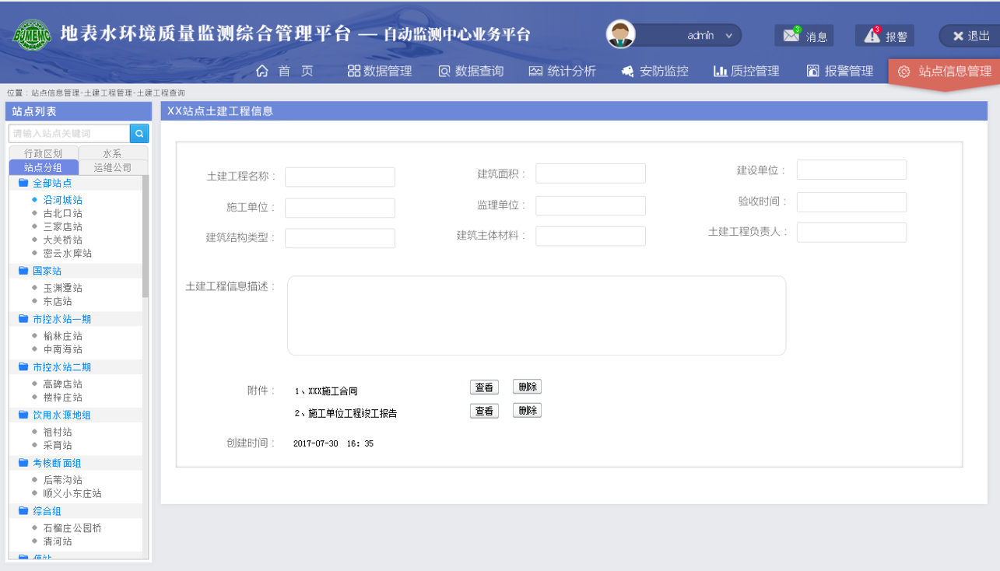 BUMENG 地表水环境质量监测综合管理平台 — 自动监测中心业务平台 admin 3 消息 3 报警 退出
首 页 数据管理 数据查询 统计分析 安防监控 质控管理 报警管理 站点信息管理
位置：站点信息管理-土建工程管理-土建工程查询
站点列表
请输入站点关键词
行政区划 水系
站点分组 运维公司
全部站点
沿河城站
古北口站
三家店站
大关桥站
密云水库站
国家站
玉渊潭站
东店站
市控水站一期
榆林庄站
中南海站
市控水站二期
高碑店站
楼梓庄站
饮用水源地组
祖村站
采育站
考核断面组
后苇沟站
顺义小东庄站
综合组
石榴庄公园桥
清河站
XX站点土建工程信息
土建工程名称： 建筑面积： 建设单位：
施工单位： 监理单位： 验收时间：
建筑结构类型： 建筑主体材料： 土建工程负责人：
土建工程信息描述：
附件： 1、XXX施工合同 查看 删除
2、施工单位工程竣工报告 查看 删除
创建时间： 2017-07-30 16：35